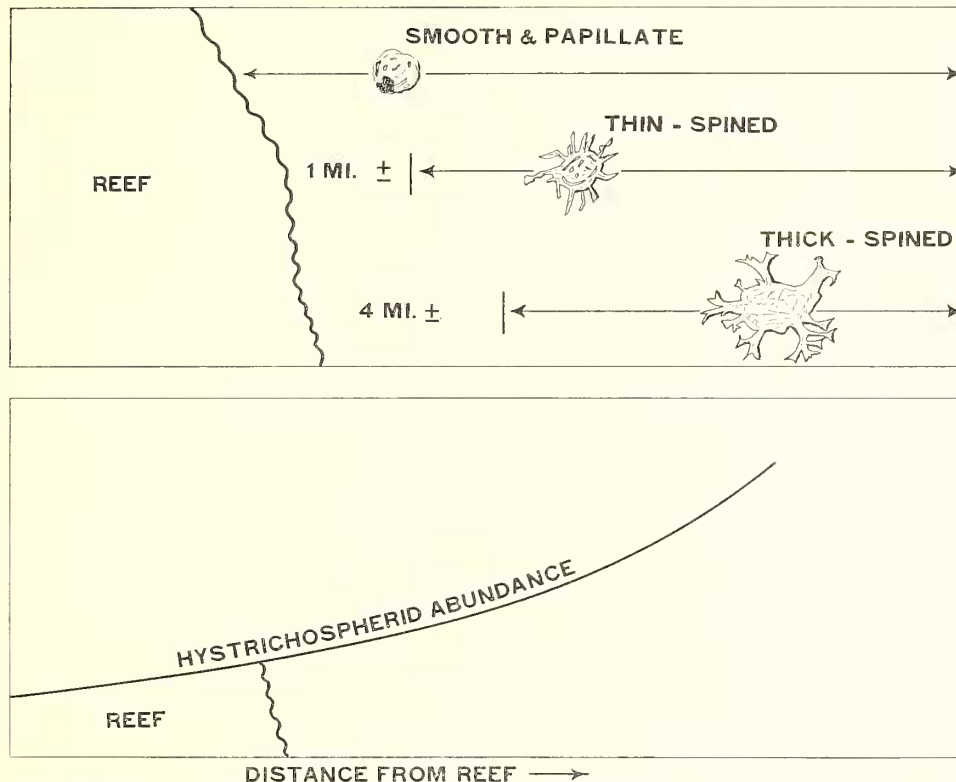 SMOOTH & PAPILLATE
THIN - SPINED
1 MI. ±
REEF
THICK - SPINED
4 MI. ±
HYSTRICHOSPHERID ABUNDANCE
REEF
DISTANCE FROM REEF →